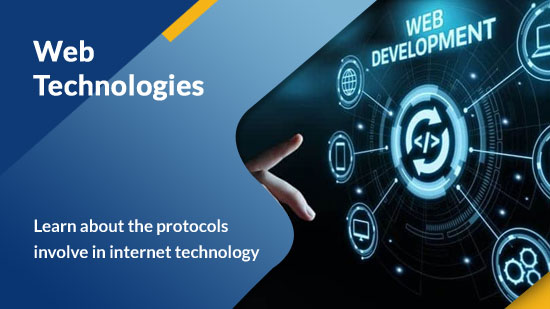 Web
Technologies
Learn about the protocols
involve in internet technology
WEB
DEVELOPMENT
</>